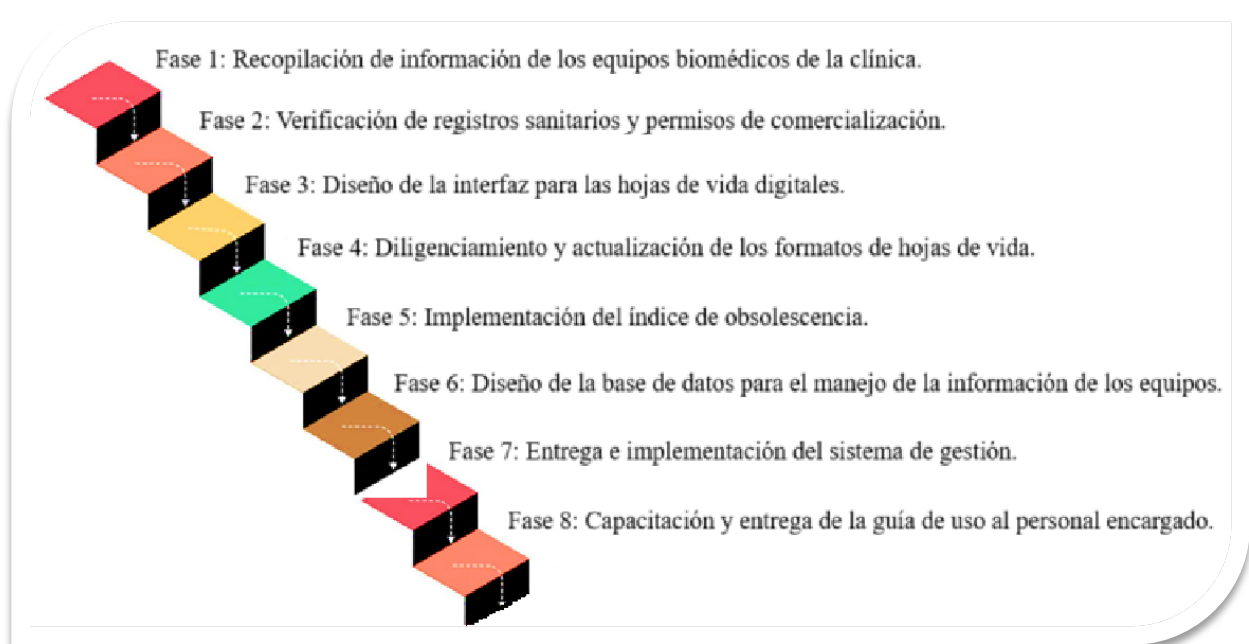 Fase 1: Recopilación de información de los equipos biomédicos de la clínica.
Fase 2: Verificación de registros sanitarios y permisos de comercialización.
Fase 3: Diseño de la interfaz para las hojas de vida digitales.
Fase 4: Diligenciamiento y actualización de los formatos de hojas de vida.
Fase 5: Implementación del índice de obsolescencia.
Fase 6: Diseño de la base de datos para el manejo de la información de los equipos.
Fase 7: Entrega e implementación del sistema de gestión.
Fase 8: Capacitación y entrega de la guía de uso al personal encargado.